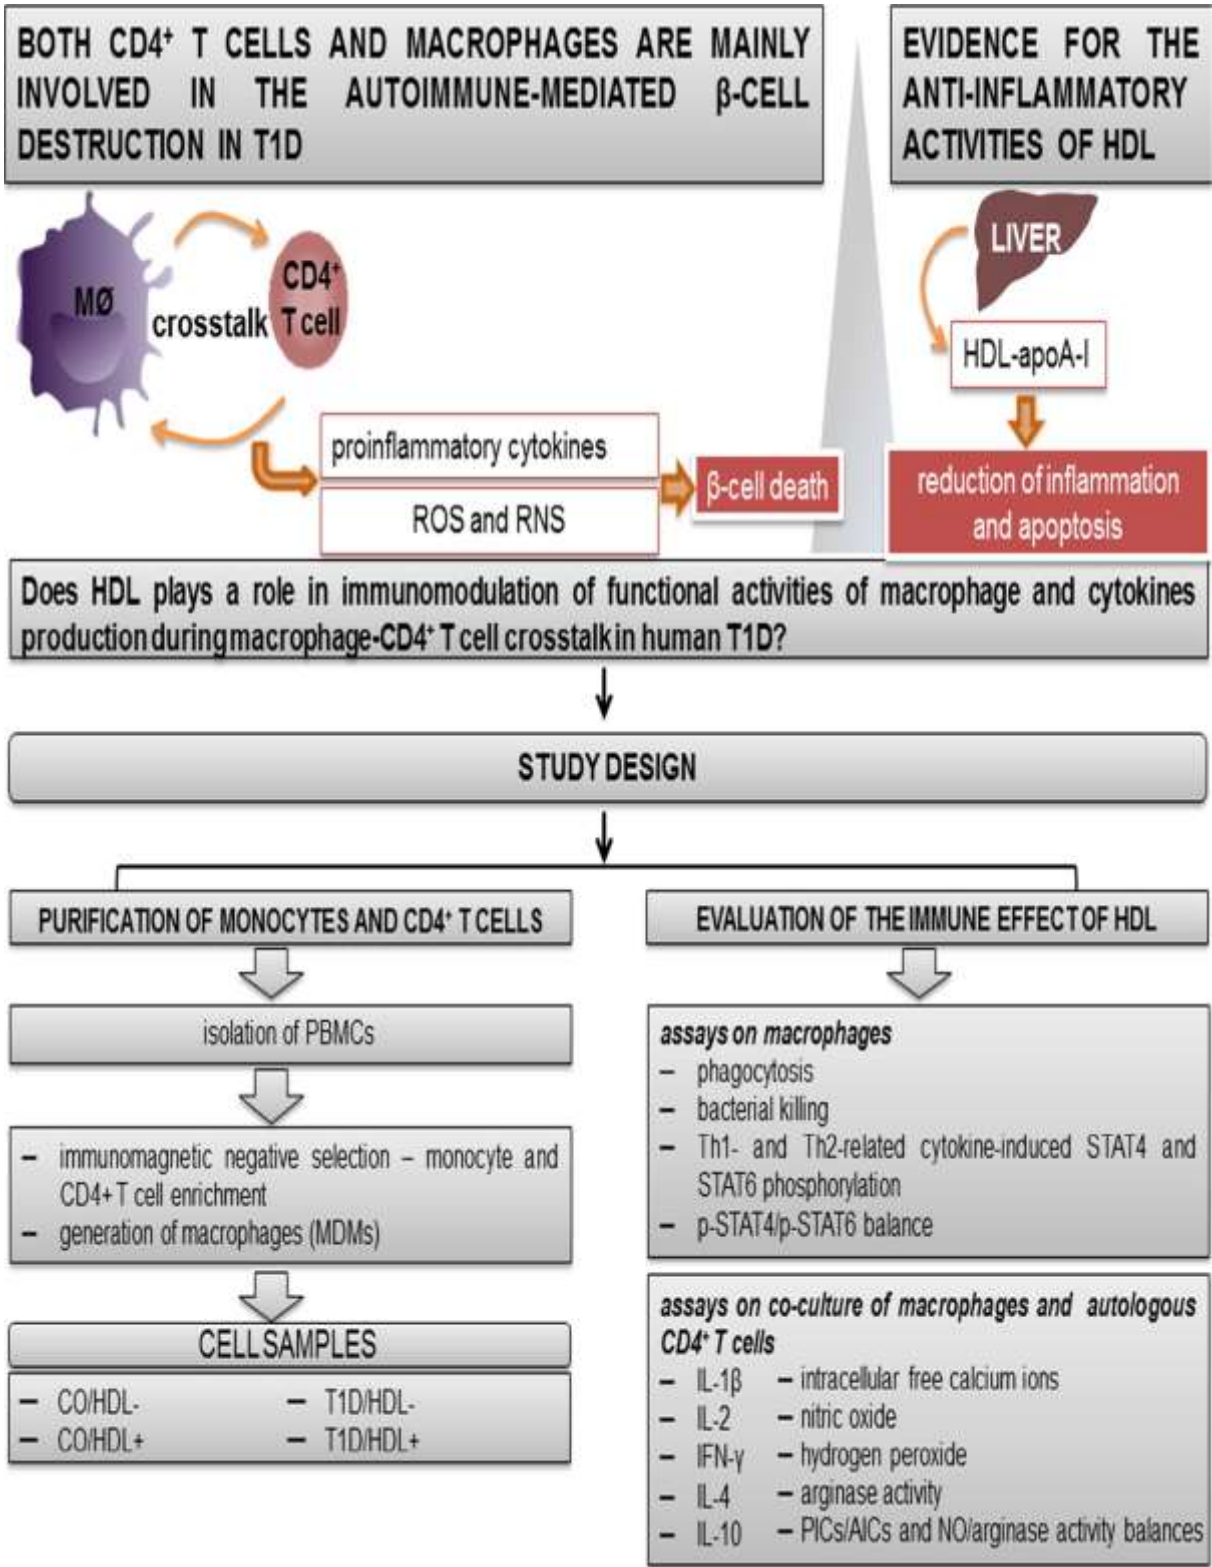 BOTH CD4⁺ T CELLS AND MACROPHAGES ARE MAINLY
INVOLVED IN THE AUTOIMMUNE-MEDIATED β-CELL
DESTRUCTION IN T1D
EVIDENCE FOR THE
ANTI-INFLAMMATORY
ACTIVITIES OF HDL
MØ
crosstalk
CD4⁺
T cell
proinflammatory cytokines
ROS and RNS
β-cell death
LIVER
HDL-apoA-I
reduction of inflammation
and apoptosis
Does HDL plays a role in immunomodulation of functional activities of macrophage and cytokines
production during macrophage-CD4⁺ T cell crosstalk in human T1D?
STUDY DESIGN
PURIFICATION OF MONOCYTES AND CD4⁺ T CELLS
isolation of PBMCs
– immunomagnetic negative selection – monocyte and
CD4+ T cell enrichment
– generation of macrophages (MDMs)
CELL SAMPLES
– CO/HDL- – T1D/HDL-
– CO/HDL+ – T1D/HDL+
EVALUATION OF THE IMMUNE EFFECT OF HDL
assays on macrophages
– phagocytosis
– bacterial killing
– Th1- and Th2-related cytokine-induced STAT4 and
STAT6 phosphorylation
– p-STAT4/p-STAT6 balance
assays on co-culture of macrophages and autologous
CD4⁺ T cells
– IL-1β – intracellular free calcium ions
– IL-2 – nitric oxide
– IFN-γ – hydrogen peroxide
– IL-4 – arginase activity
– IL-10 – PICs/AICs and NO/arginase activity balances